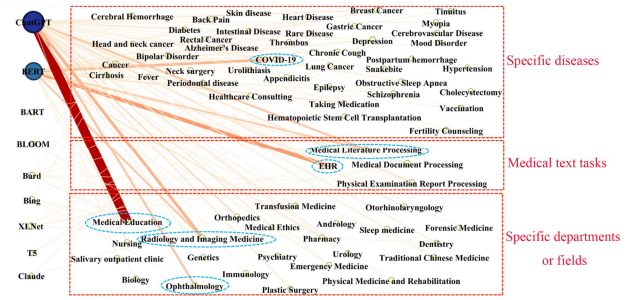 ChatGPT
BERT
BART
BLOOM
Bard
Bing
XLNet
T5
Claude
Cerebral Hemorrhage
Skin disease
Breast Cancer
Tinnitus
Back Pain
Heart Disease
Myopia
Diabetes
Intestinal Disease
Gastric Cancer
Rare Disease
Cerebrovascular Disease
Head and neck cancer
Rectal Cancer
Thrombus
Depression
Mood Disorder
Alzheimer's Disease
Bipolar Disorder
Chronic Cough
COVID-19
Postpartum hemorrhage
Cancer
Neck surgery
Lung Cancer
Snakebite
Hypertension
Cirrhosis
Fever
Urolithiasis
Appendicitis
Periodontal disease
Epilepsy
Obstructive Sleep Apnea
Schizophrenia
Cholecystectomy
Healthcare Consulting
Taking Medication
Vaccination
Hematopoietic Stem Cell Transplantation
Fertility Counseling
Specific diseases
Medical Literature Processing
EHR
Medical Document Processing
Physical Examination Report Processing
Medical text tasks
Transfusion Medicine
Otorhinolaryngology
Medical Education
Orthopedics
Medical Ethics
Andrology
Sleep medicine
Forensic Medicine
Nursing
Radiology and Imaging Medicine
Pharmacy
Dentistry
Salivary outpatient clinic
Genetics
Psychiatry
Urology
Traditional Chinese Medicine
Emergency Medicine
Biology
Immunology
Ophthalmology
Physical Medicine and Rehabilitation
Plastic Surgery
Specific departments
or fields